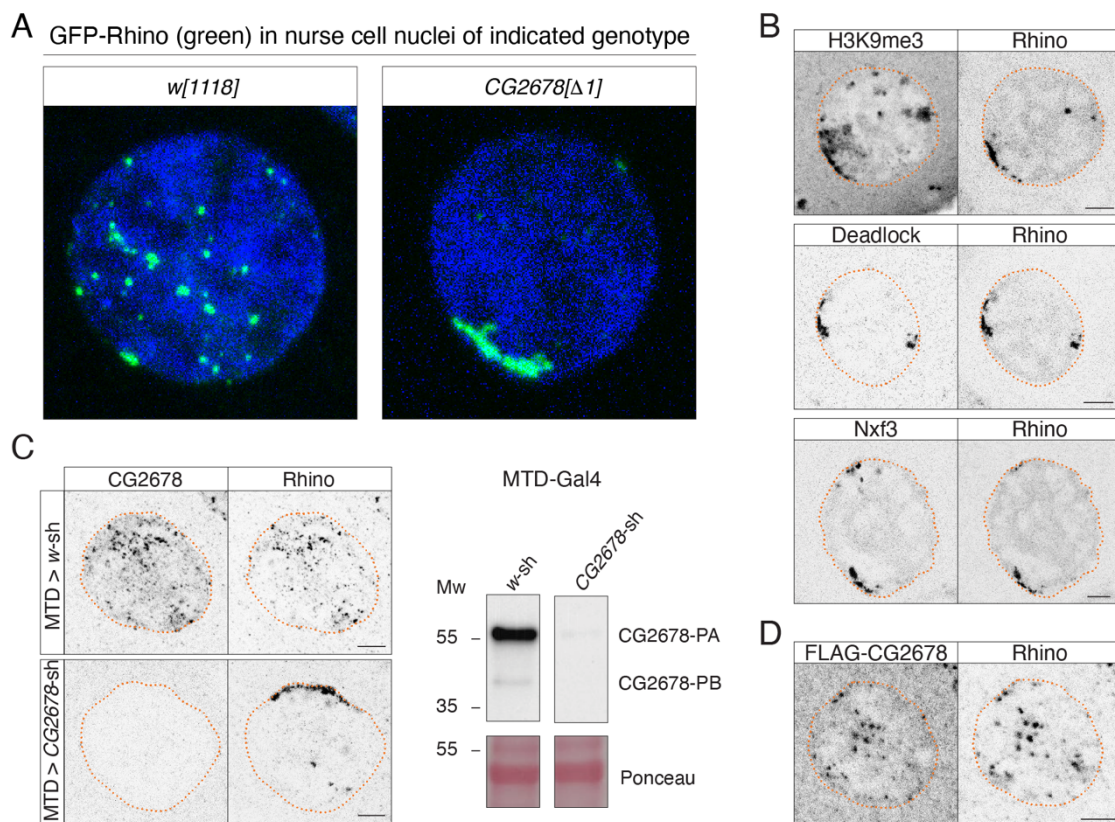 A
GFP-Rhino (green) in nurse cell nuclei of indicated genotype
w[1118]
CG2678[Δ1]
B
H3K9me3
Rhino
Deadlock
Rhino
Nxf3
Rhino
C
CG2678
Rhino
MTD > w-sh
MTD > CG2678-sh
MTD-Gal4
Mw
w-sh
CG2678-sh
55
CG2678-PA
CG2678-PB
35
55
Ponceau
D
FLAG-CG2678
Rhino